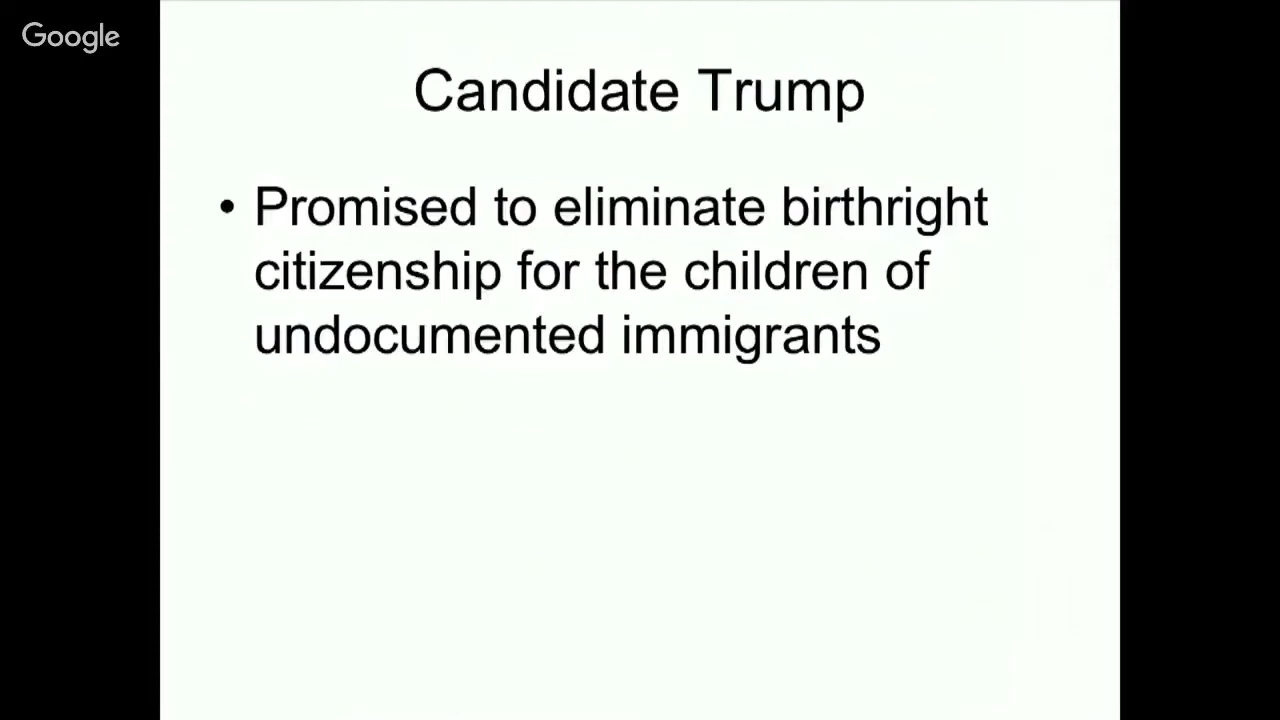 Google
Candidate Trump
• Promised to eliminate birthright
citizenship for the children of
undocumented immigrants